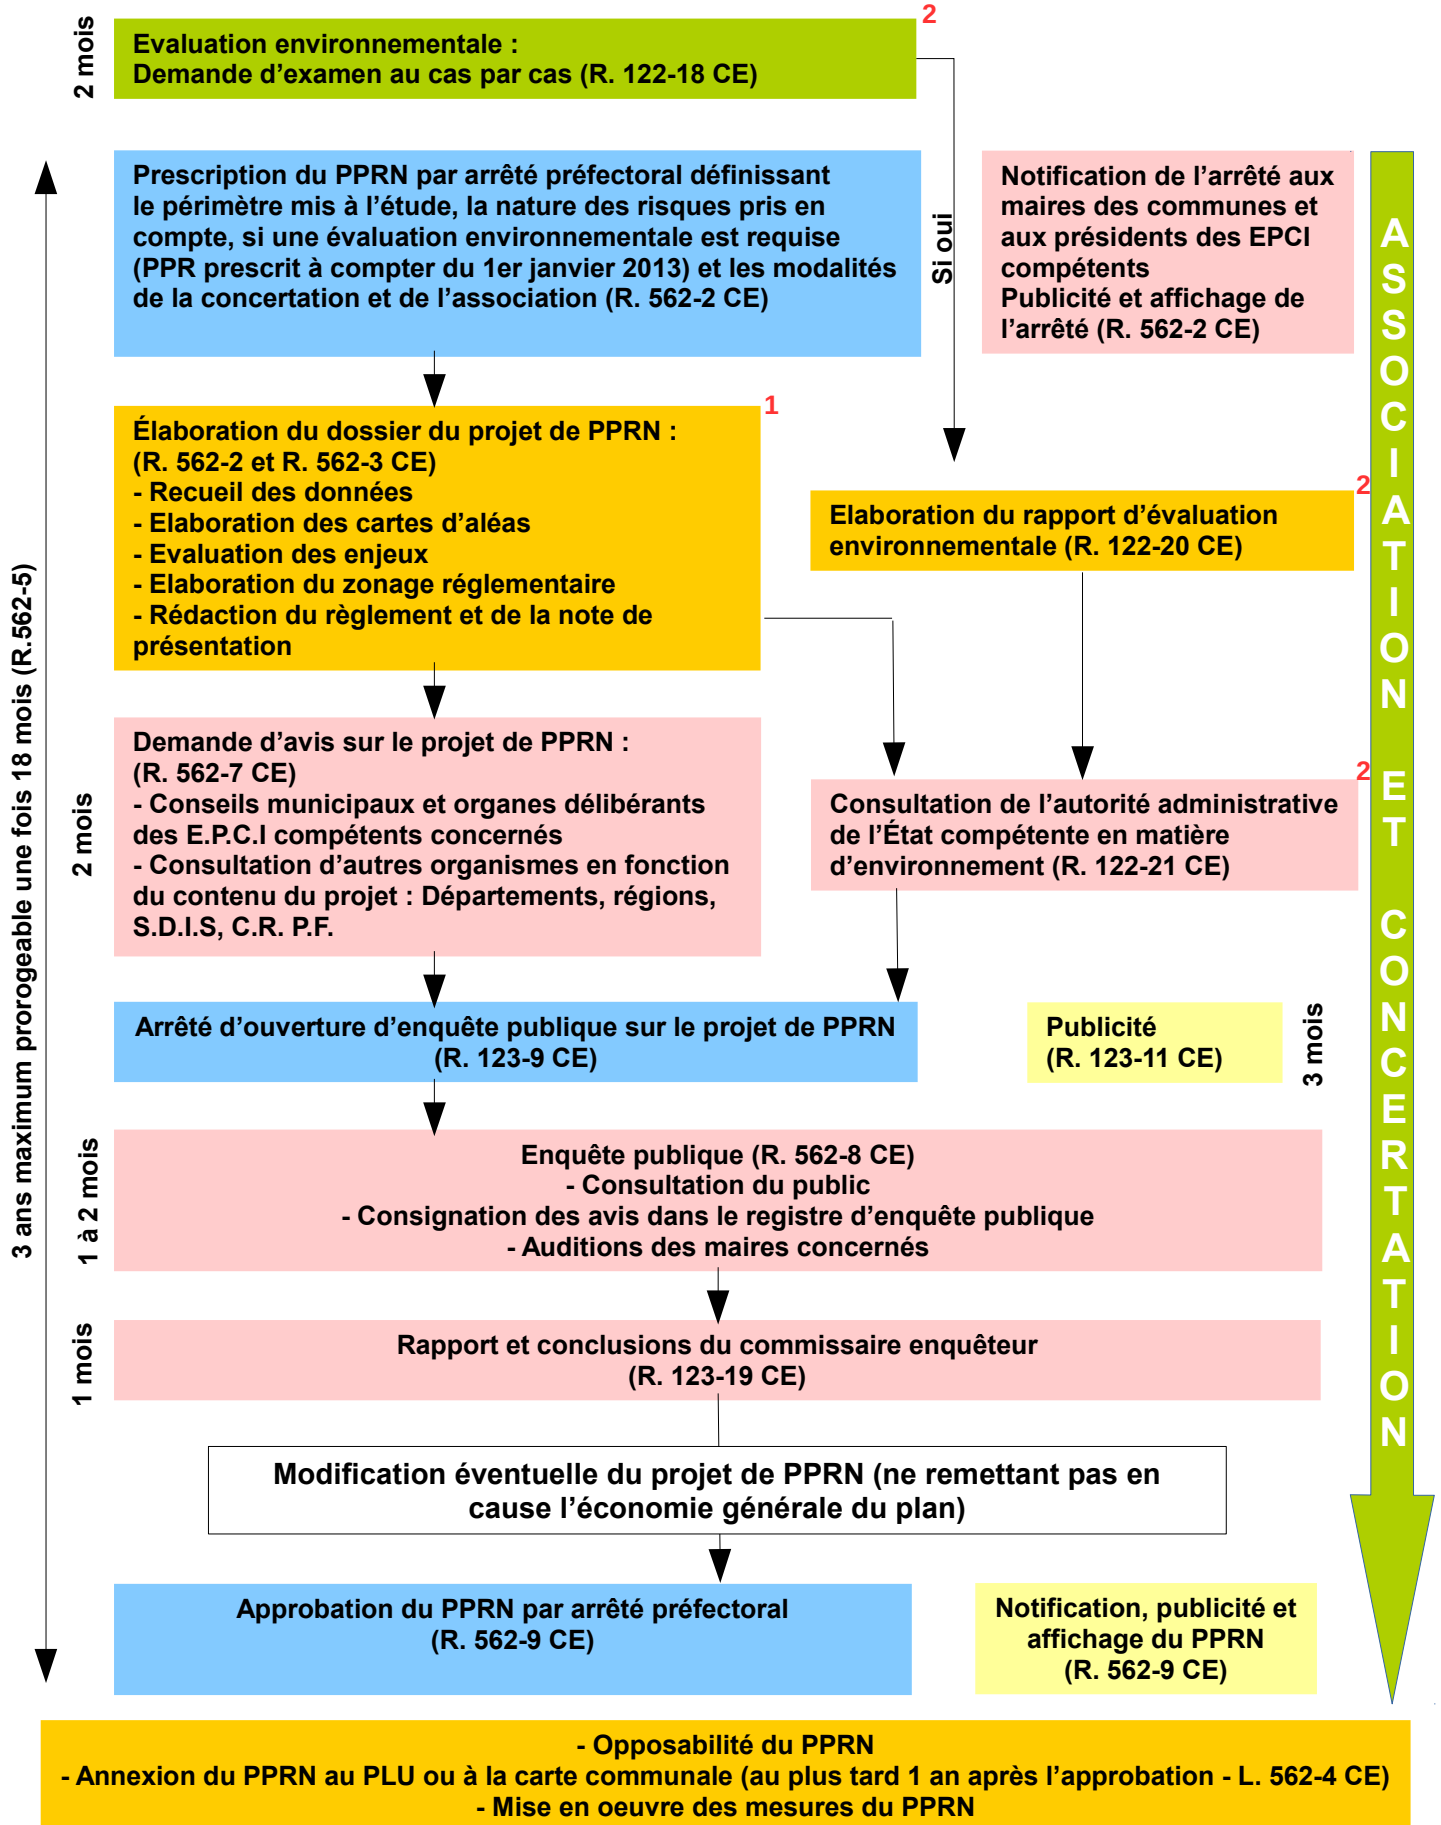 2 mois
2
Evaluation environnementale :
Demande d'examen au cas par cas (R. 122-18 CE)
3 ans maximum prorogeable une fois 18 mois (R.562-5)
Prescription du PPRN par arrêté préfectoral définissant
le périmètre mis à l'étude, la nature des risques pris en
compte, si une évaluation environnementale est requise
(PPR prescrit à compter du 1er janvier 2013) et les modalités
de la concertation et de l'association (R. 562-2 CE)
Si oui
Notification de l'arrêté aux
maires des communes et
aux présidents des EPCI
compétents
Publicité et affichage de
l'arrêté (R. 562-2 CE)
ASSOCIATION ET CONCERTATION
1
Élaboration du dossier du projet de PPRN :
(R. 562-2 et R. 562-3 CE)
- Recueil des données
- Elaboration des cartes d'aléas
- Evaluation des enjeux
- Elaboration du zonage réglementaire
- Rédaction du règlement et de la note de
présentation
2
Elaboration du rapport d'évaluation
environnementale (R. 122-20 CE)
2 mois
Demande d'avis sur le projet de PPRN :
(R. 562-7 CE)
- Conseils municipaux et organes délibérants
des E.P.C.I compétents concernés
- Consultation d'autres organismes en fonction
du contenu du projet : Départements, régions,
S.D.I.S, C.R. P.F.
2
Consultation de l'autorité administrative
de l'État compétente en matière
d'environnement (R. 122-21 CE)
Arrêté d'ouverture d'enquête publique sur le projet de PPRN
(R. 123-9 CE)
Publicité
(R. 123-11 CE)
3 mois
1 à 2 mois
Enquête publique (R. 562-8 CE)
- Consultation du public
- Consignation des avis dans le registre d'enquête publique
- Auditions des maires concernés
1 mois
Rapport et conclusions du commissaire enquêteur
(R. 123-19 CE)
Modification éventuelle du projet de PPRN (ne remettant pas en
cause l'économie générale du plan)
Approbation du PPRN par arrêté préfectoral
(R. 562-9 CE)
Notification, publicité et
affichage du PPRN
(R. 562-9 CE)
- Opposabilité du PPRN
- Annexion du PPRN au PLU ou à la carte communale (au plus tard 1 an après l'approbation - L. 562-4 CE)
- Mise en oeuvre des mesures du PPRN